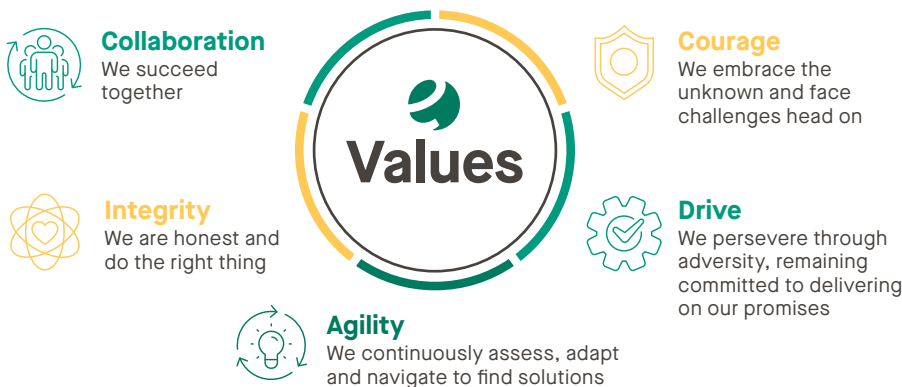 Collaboration
We succeed
together
Courage
We embrace the
unknown and face
challenges head on
Values
Integrity
We are honest and
do the right thing
Drive
We persevere through
adversity, remaining
committed to delivering
on our promises
Agility
We continuously assess, adapt
and navigate to find solutions